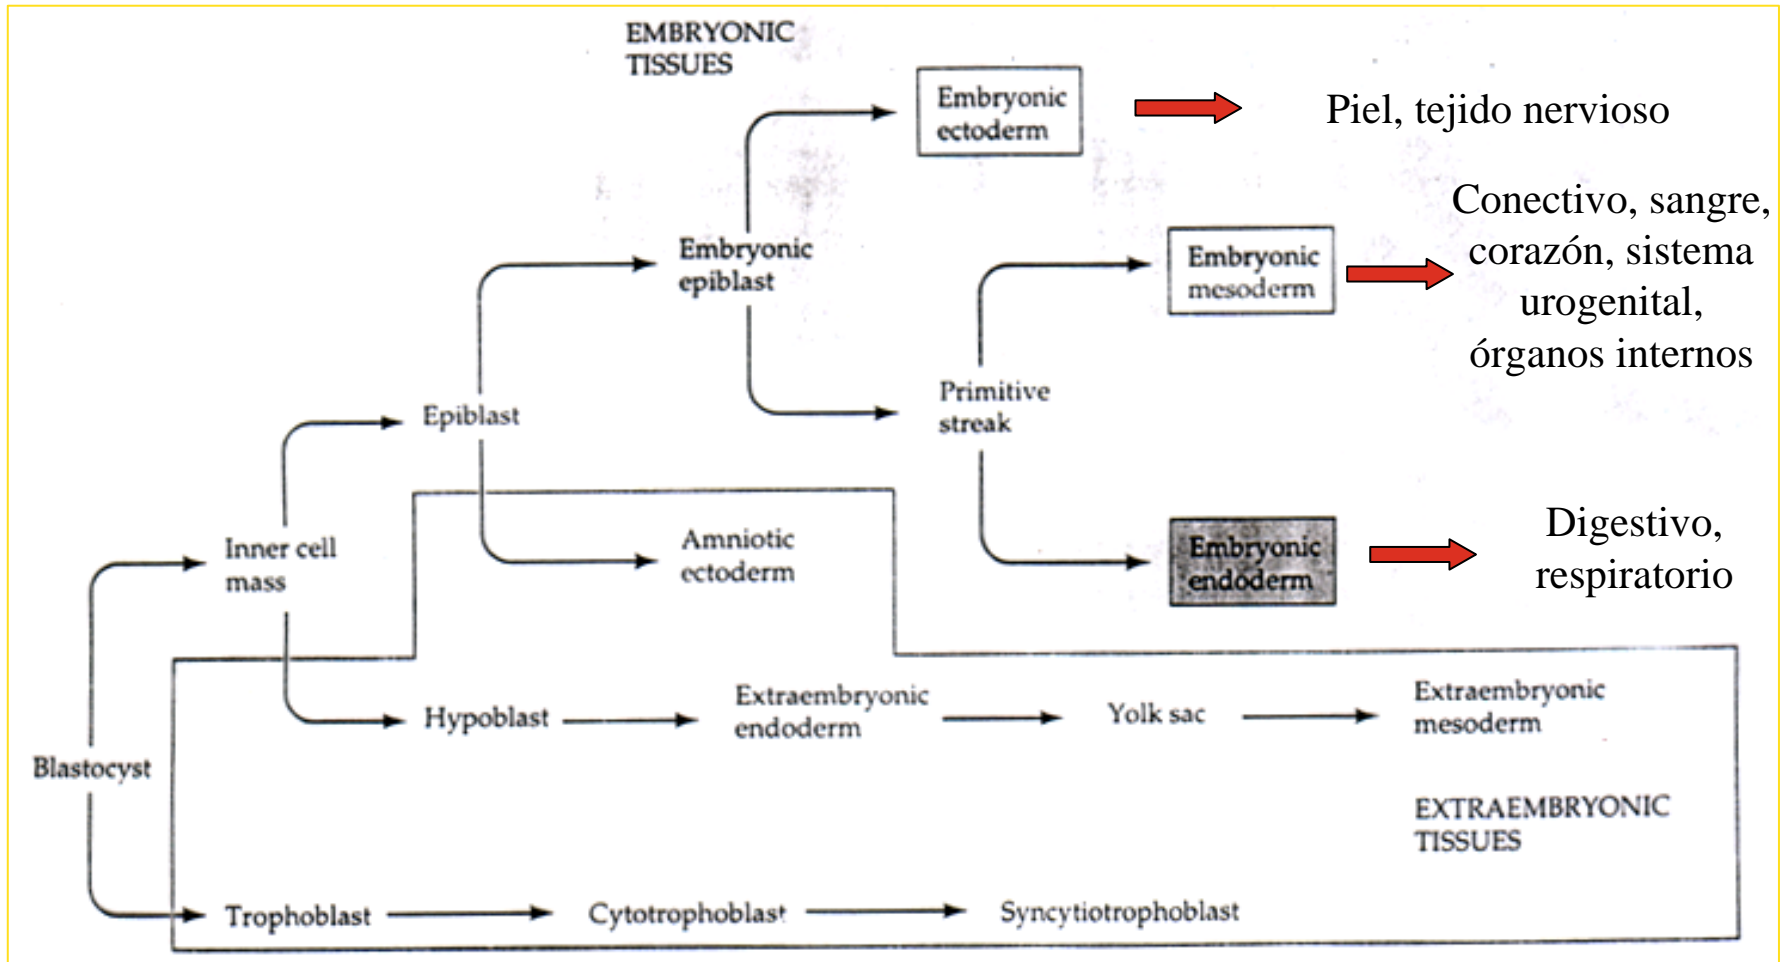 EMBRYONIC
TISSUES
Embryonic
ectoderm
Piel, tejido nervioso
Embryonic
epiblast
Embryonic
mesoderm
Conectivo, sangre,
corazón, sistema
urogenital,
órganos internos
Epiblast
Primitive
streak
Inner cell
mass
Amniotic
ectoderm
Embryonic
endoderm
Digestivo,
respiratorio
Hypoblast
Extraembryonic
endoderm
Yolk sac
Extraembryonic
mesoderm
Blastocyst
EXTRAEMBRYONIC
TISSUES
Trophoblast
Cytotrophoblast
Syncytiotrophoblast